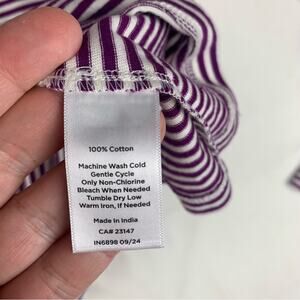 100% Cotton
Machine Wash Cold
Gentle Cycle
Only Non-Chlorine
Bleach When Needed
Tumble Dry Low
Warm Iron, If Needed
Made In India
CA# 23147
IN6898 09/24